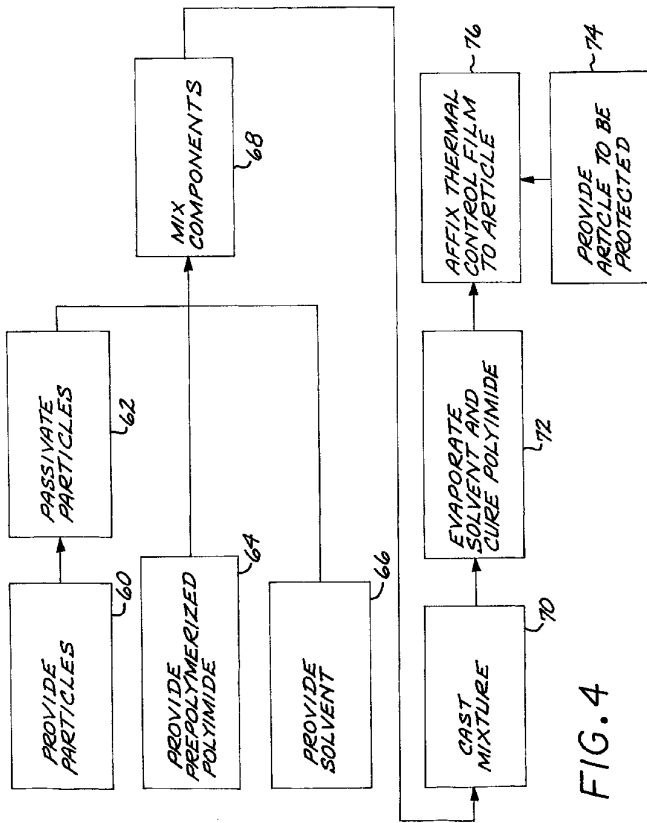 PROVIDE
PARTICLES
60
PASSIVATE
PARTICLES
62
PROVIDE
PREPOLYMERIZED
POLYIMIDE
64
PROVIDE
SOLVENT
66
MIX
COMPONENTS
68
CAST
MIXTURE
70
EVAPORATE
SOLVENT AND
CURE POLYIMIDE
72
AFFIX THERMAL
CONTROL FILM
TO ARTICLE
76
PROVIDE
ARTICLE TO BE
PROTECTED
74
FIG. 4